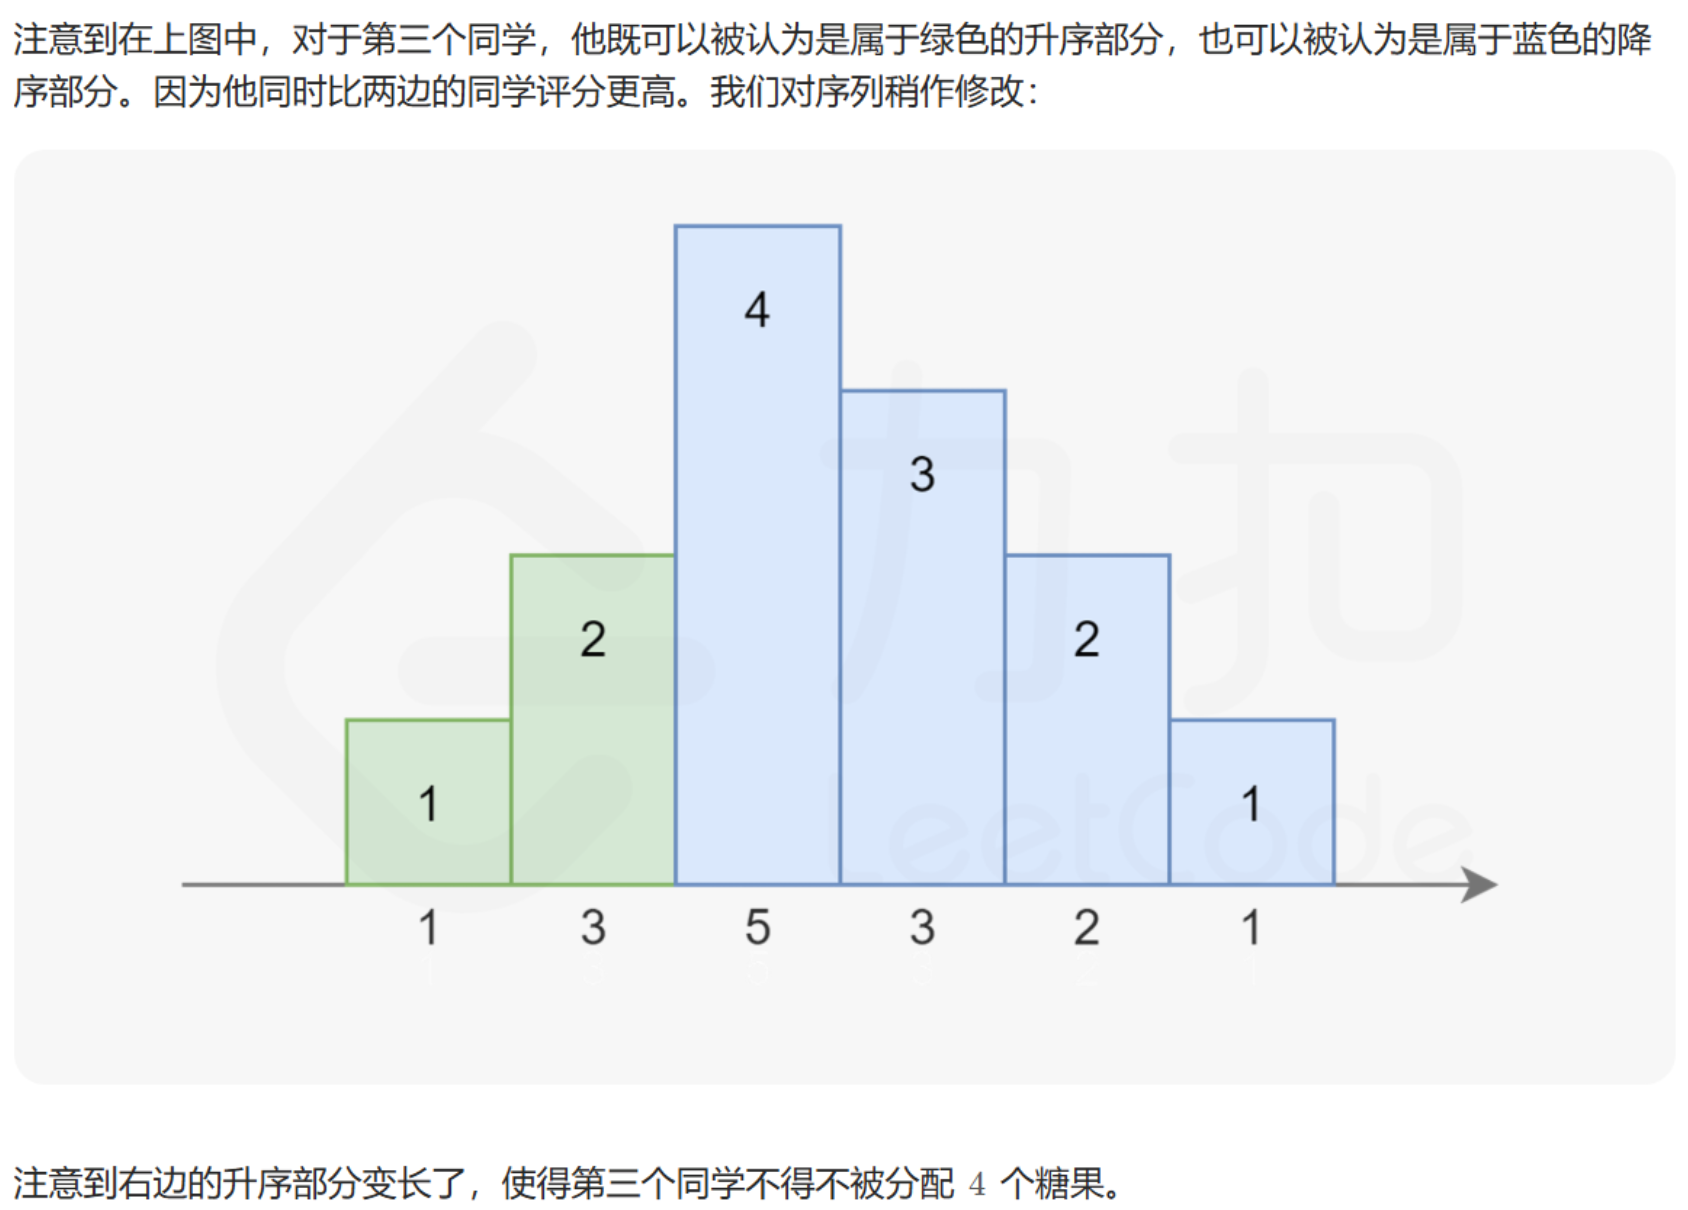 注意到在上图中，对于第三个同学，他既可以被认为是属于绿色的升序部分，也可以被认为是属于蓝色的降
序部分。因为他同时比两边的同学评分更高。我们对序列稍作修改：
4
3
2
2
1
1
力扣
LeetCode
1 3 5 3 2 1
注意到右边的升序部分变长了，使得第三个同学不得不被分配 4 个糖果。